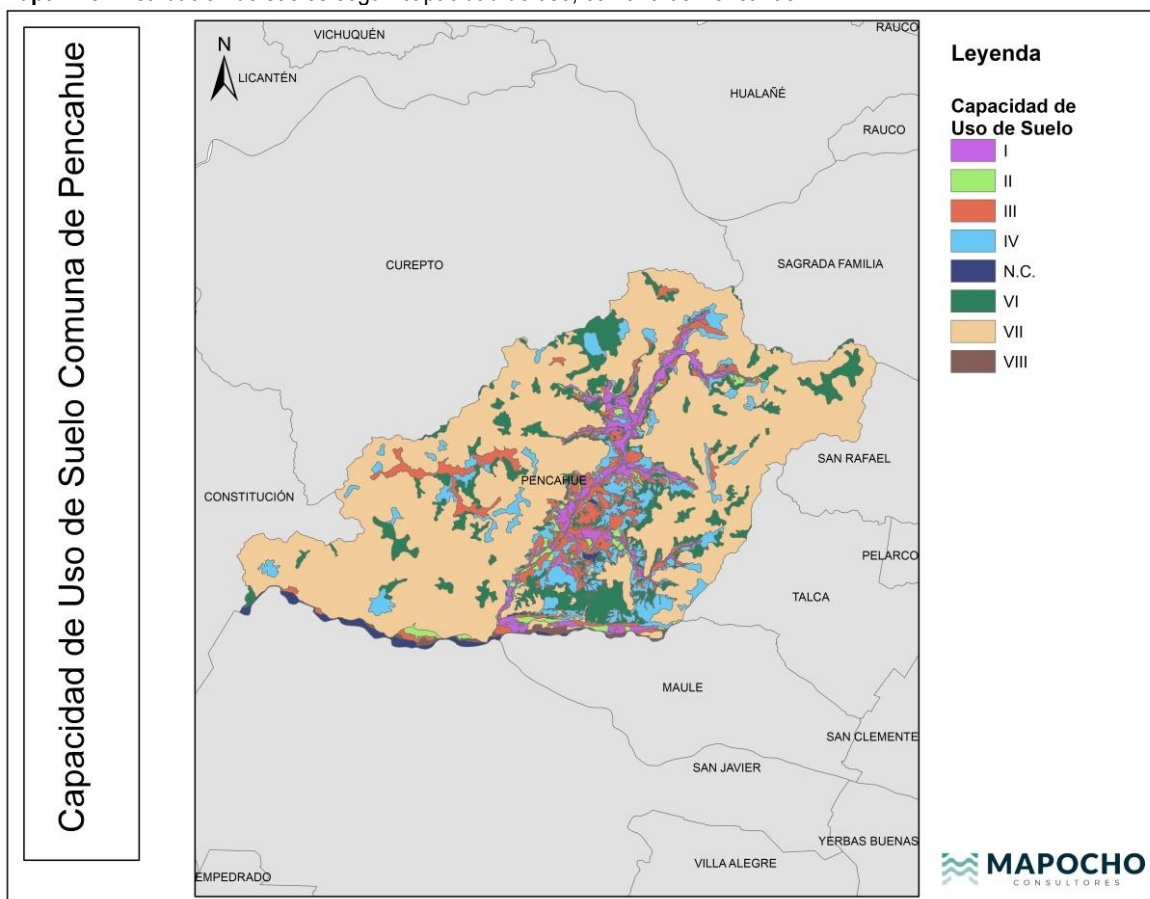 Capacidad de Uso de Suelo Comuna de Pencahue
N
VICHUQUÉN
RAUCO
LICANTÉN
HUALAÑÉ
RAUCO
CUREPTO
SAGRADA FAMILIA
SAN RAFAEL
PENCAHUE
CONSTITUCIÓN
PELARCO
TALCA
MAULE
SAN CLEMENTE
SAN JAVIER
YERBAS BUENAS
VILLA ALEGRE
EMPEDRADO
Leyenda
Capacidad de
Uso de Suelo
I
II
III
IV
N.C.
VI
VII
VIII
MAPOCHO
CONSULTORES